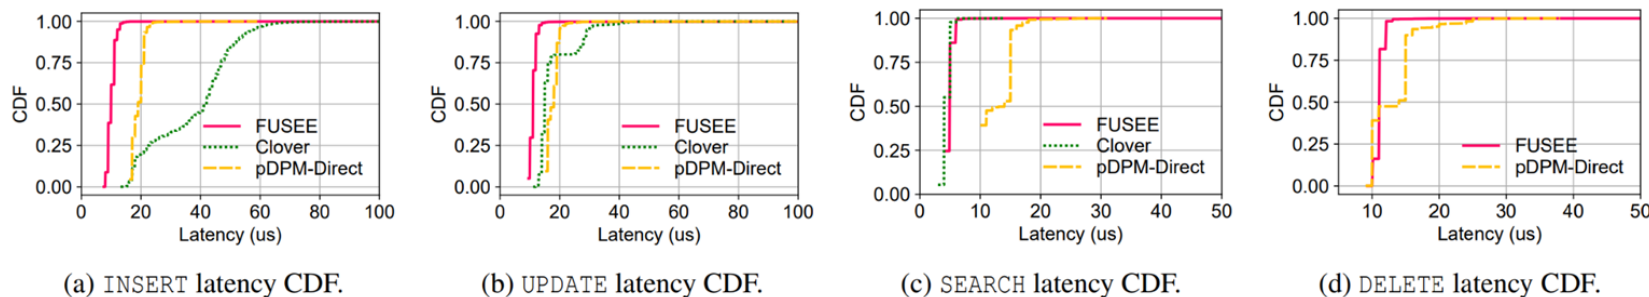 CDF
1.00
0.75
0.50
0.25
0.00
FUSEE
Clover
pDPM-Direct
0 20 40 60 80 100
Latency (us)
(a) INSERT latency CDF.
CDF
1.00
0.75
0.50
0.25
0.00
FUSEE
Clover
pDPM-Direct
0 20 40 60 80 100
Latency (us)
(b) UPDATE latency CDF.
CDF
1.00
0.75
0.50
0.25
0.00
FUSEE
Clover
pDPM-Direct
0 10 20 30 40 50
Latency (us)
(c) SEARCH latency CDF.
CDF
1.00
0.75
0.50
0.25
0.00
FUSEE
pDPM-Direct
10 20 30 40 50
Latency (us)
(d) DELETE latency CDF.